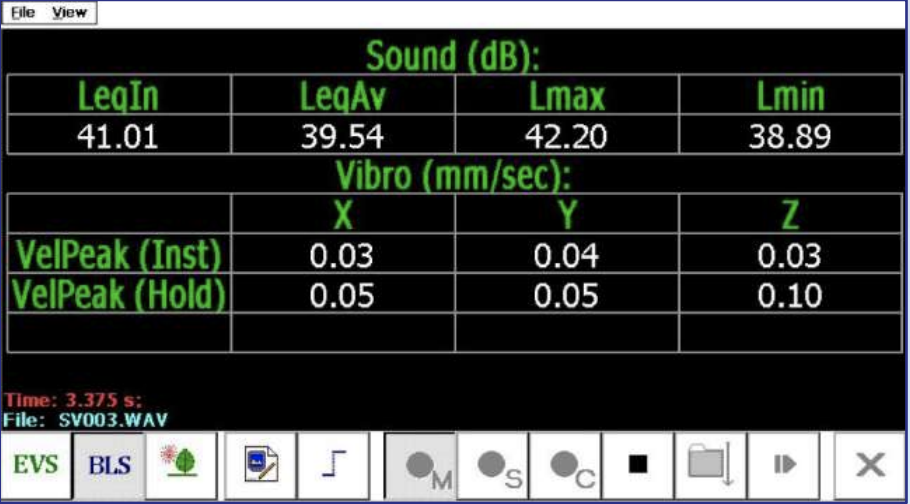 File View
Sound (dB):
LeqIn LeqAv Lmax Lmin
41.01 39.54 42.20 38.89
Vibro (mm/sec):
X Y Z
VelPeak (Inst) 0.03 0.04 0.03
VelPeak (Hold) 0.05 0.05 0.10
Time: 3.375 s;
File: SV003.WAV
EVS BLS M S C